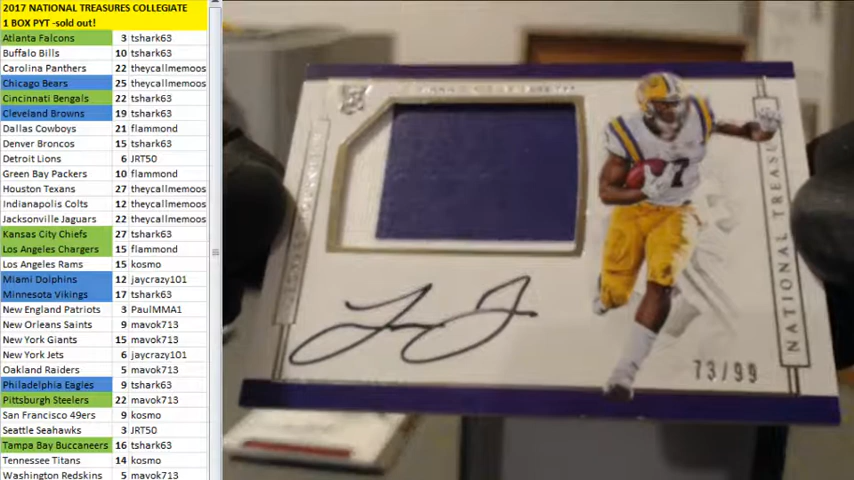 2017 NATIONAL TREASURES COLLEGIATE
1 BOX PYT -sold out!
Atlanta Falcons 3 tshark63
Buffalo Bills 10 tshark63
Carolina Panthers 22 theycallmemoos
Chicago Bears 25 theycallmemoos
Cincinnati Bengals 22 tshark63
Cleveland Browns 19 tshark63
Dallas Cowboys 21 flammond
Denver Broncos 15 tshark63
Detroit Lions 6 JRT50
Green Bay Packers 10 flammond
Houston Texans 27 theycallmemoos
Indianapolis Colts 12 theycallmemoos
Jacksonville Jaguars 22 theycallmemoos
Kansas City Chiefs 27 tshark63
Los Angeles Chargers 15 flammond
Los Angeles Rams 15 kosmo
Miami Dolphins 12 jaycrazy101
Minnesota Vikings 17 tshark63
New England Patriots 3 PaulMMA1
New Orleans Saints 9 mavok713
New York Giants 15 mavok713
New York Jets 6 jaycrazy101
Oakland Raiders 5 mavok713
Philadelphia Eagles 9 tshark63
Pittsburgh Steelers 22 mavok713
San Francisco 49ers 9 kosmo
Seattle Seahawks 3 JRT50
Tampa Bay Buccaneers 16 tshark63
Tennessee Titans 14 kosmo
Washington Redskins 5 mavok713
7
NATIONAL TREASURES
73/99